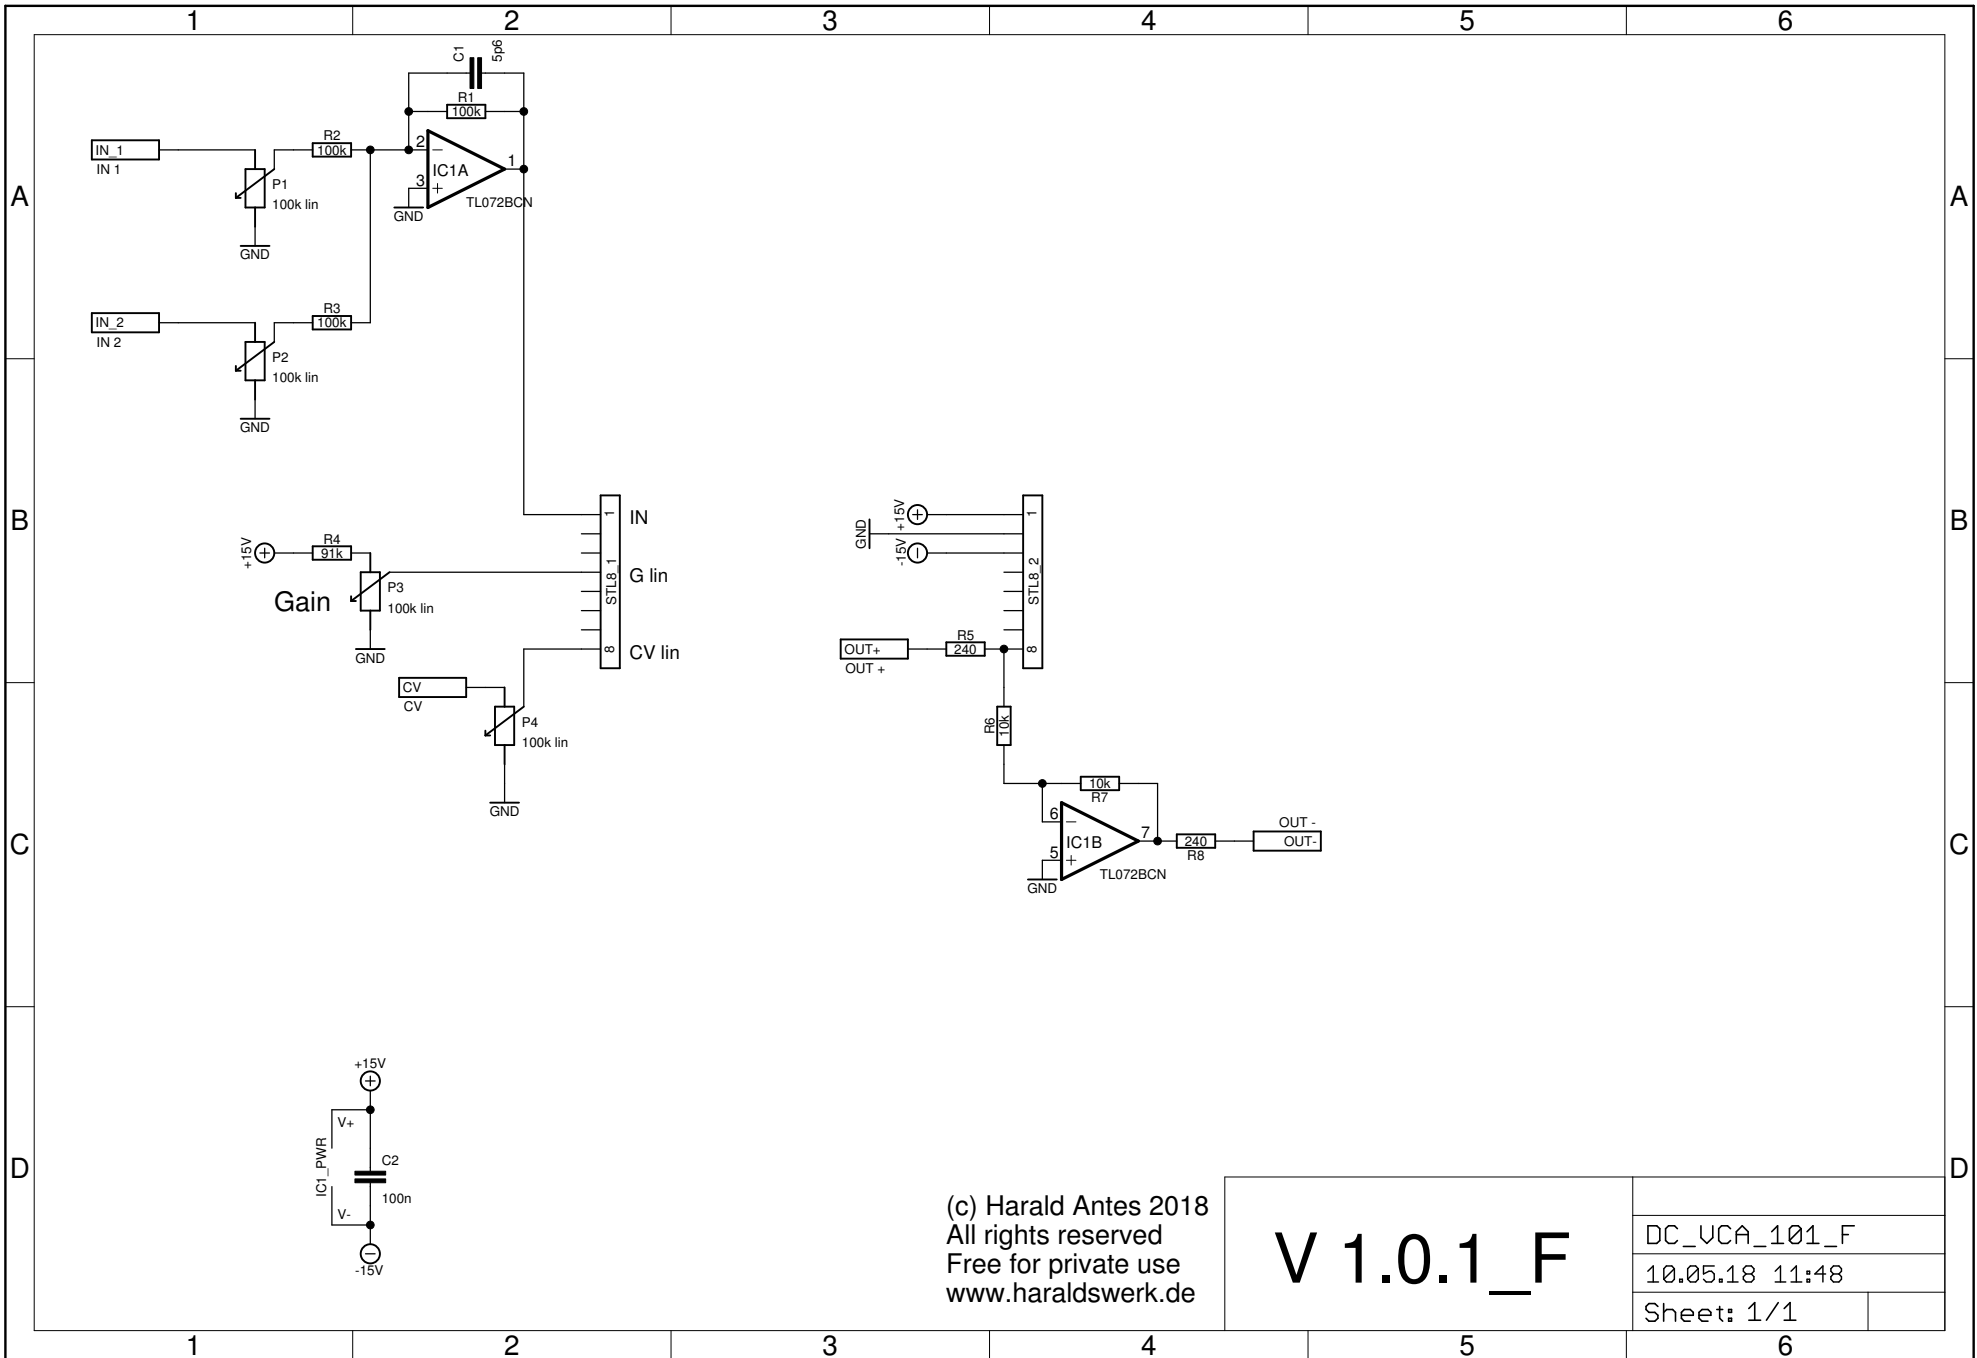 1 2 3 4 5 6
C1
5p6
R1
100k
IN_1
IN 1
R2
100k
2
1
IC1A
3
TL072BCN
GND
P1
100k lin
GND
A A
IN_2
IN 2
R3
100k
P2
100k lin
GND
B B
1
IN
+15V
R4
91k
STL8_1
G lin
Gain
P3
100k lin
GND
8
CV lin
CV
CV
P4
100k lin
GND
+15V
GND
-15V
1
STL8_2
8
OUT+
OUT +
R5
240
R6
10k
10k
R7
6
IC1B
7
5
TL072BCN
GND
240
R8
OUT -
OUT-
C C
+15V
V+
IC1_PWR
C2
100n
V-
-15V
D D
(c) Harald Antes 2018
All rights reserved
Free for private use
www.haraldswerk.de
V 1.0.1_F
DC_VCA_101_F
10.05.18 11:48
Sheet: 1/1
1 2 3 4 5 6